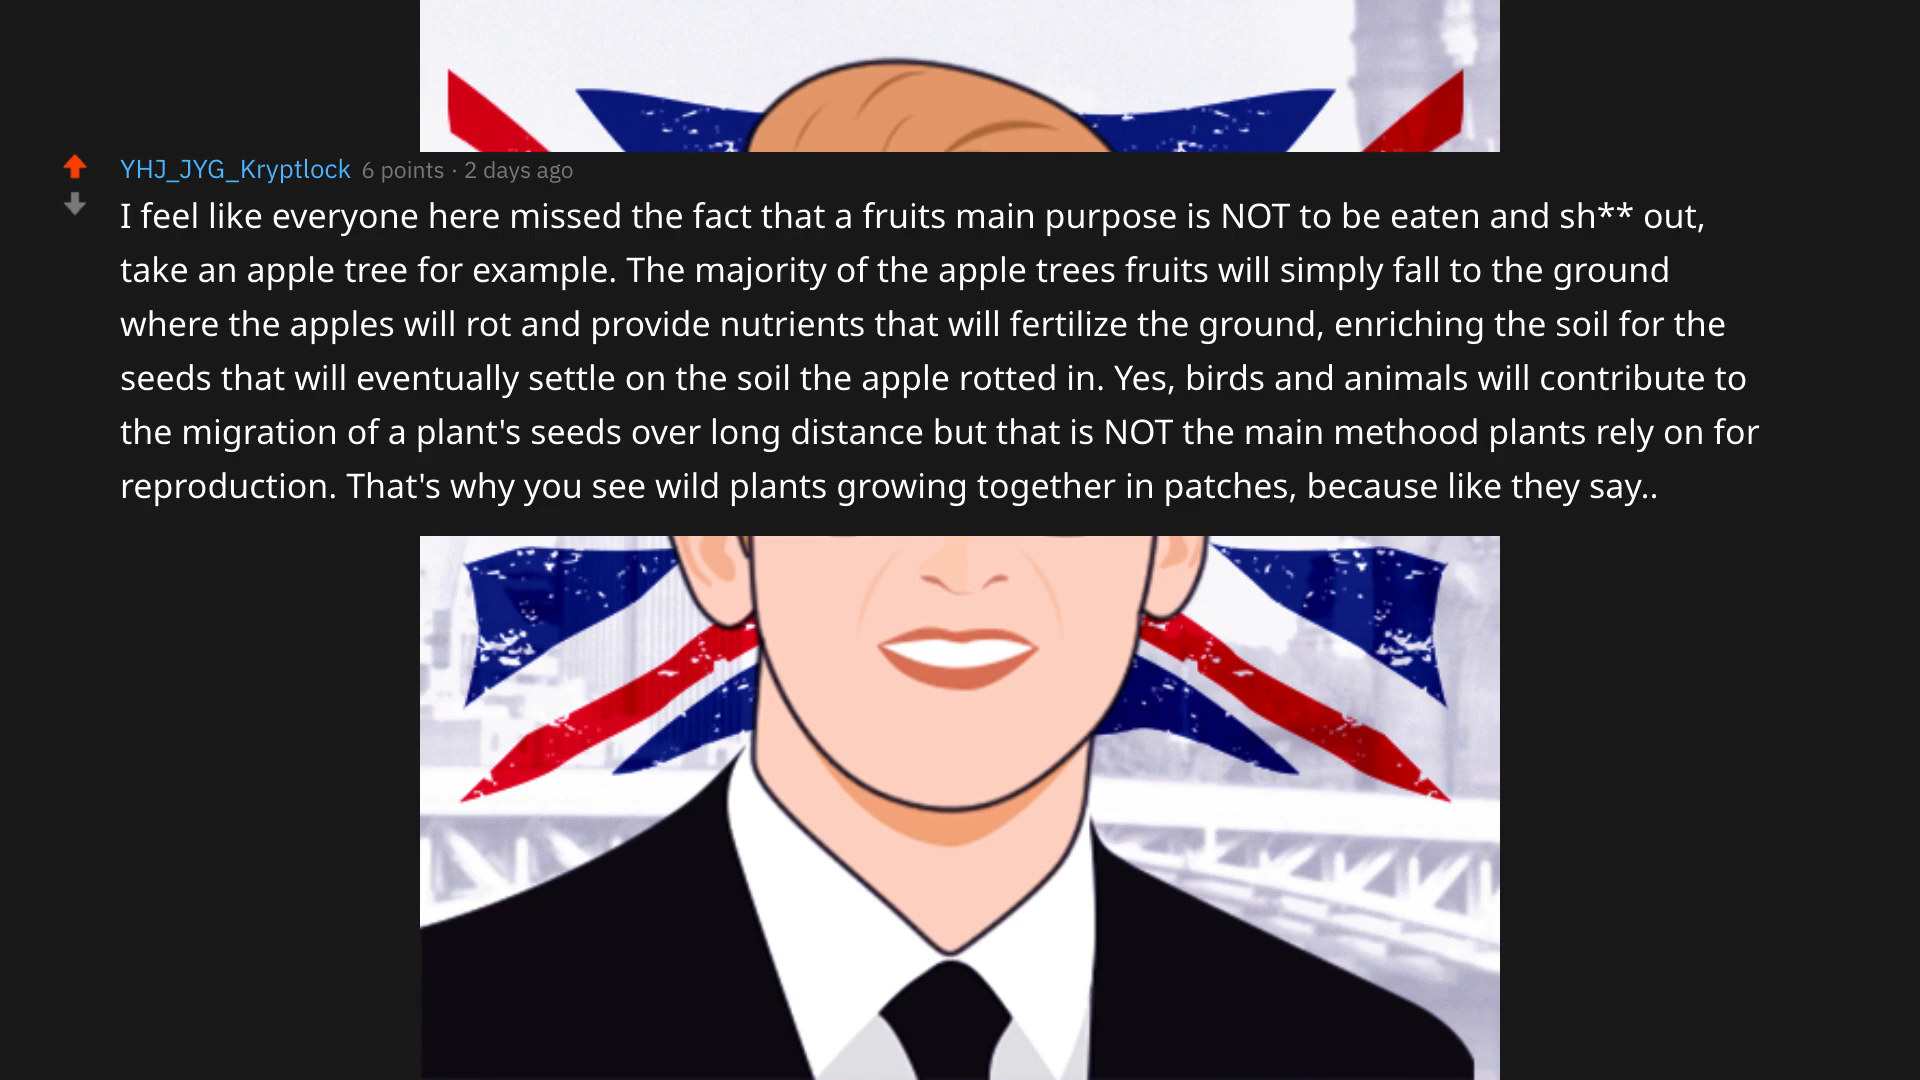 YHJ_JYG_Kryptlock 6 points · 2 days ago
I feel like everyone here missed the fact that a fruits main purpose is NOT to be eaten and sh** out,
take an apple tree for example. The majority of the apple trees fruits will simply fall to the ground
where the apples will rot and provide nutrients that will fertilize the ground, enriching the soil for the
seeds that will eventually settle on the soil the apple rotted in. Yes, birds and animals will contribute to
the migration of a plant's seeds over long distance but that is NOT the main methood plants rely on for
reproduction. That's why you see wild plants growing together in patches, because like they say..